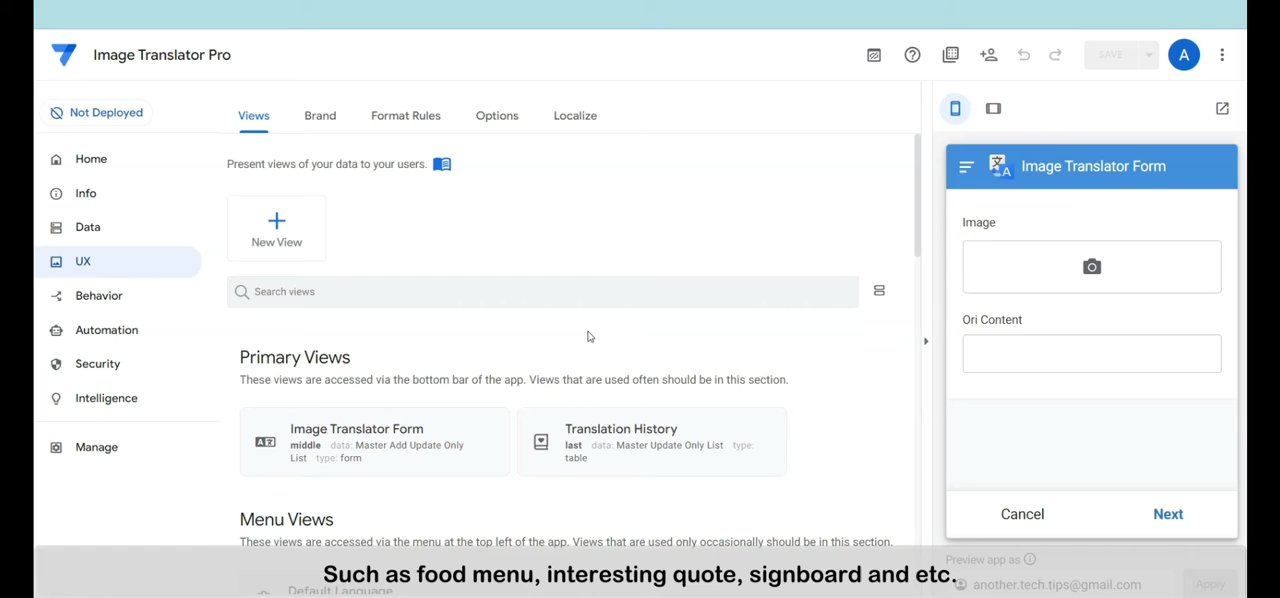 Image Translator Pro
SAVE
A
Not Deployed
Home
Info
Data
UX
Behavior
Automation
Security
Intelligence
Manage
Views
Brand
Format Rules
Options
Localize
Present views of your data to your users.
New View
Search views
Primary Views
These views are accessed via the bottom bar of the app. Views that are used often should be in this section.
Image Translator Form
middle data: Master Add Update Only
List type: form
Translation History
last data: Master Update Only List type:
table
Menu Views
These views are accessed via the menu at the top left of the app. Views that are used only occasionally should be in this section.
Default Language
文
A
Image Translator Form
Image
Ori Content
Cancel
Next
Preview app as
another.tech.tips@gmail.com
Apply
Such as food menu, interesting quote, signboard and etc.